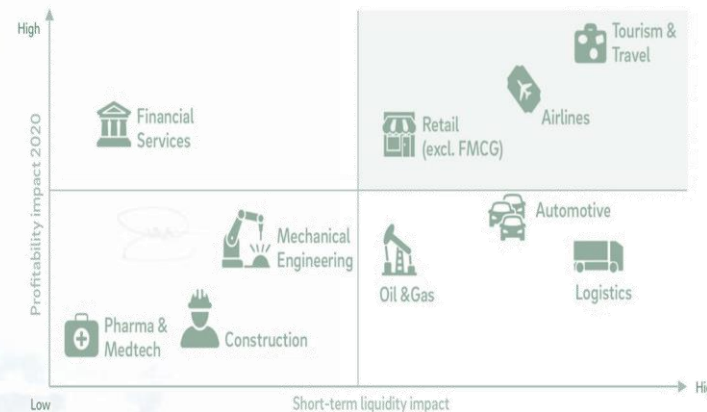 High
Tourism &
Travel
Financial
Services
Retail
(excl. FMCG)
Airlines
Profitability impact 2020
Automotive
Mechanical
Engineering
Oil &Gas
Logistics
Pharma &
Medtech
Construction
Low
Short-term liquidity impact